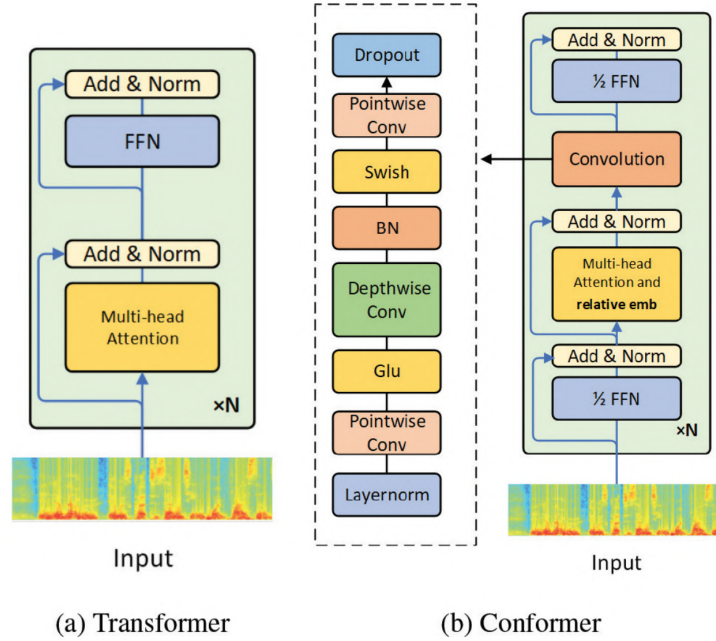 Add & Norm
FFN
Add & Norm
Multi-head
Attention
×N
Input
(a) Transformer
Dropout
Pointwise
Conv
Swish
BN
Depthwise
Conv
Glu
Pointwise
Conv
Layernorm
Add & Norm
½ FFN
Convolution
Add & Norm
Multi-head
Attention and
relative emb
Add & Norm
½ FFN
×N
Input
(b) Conformer